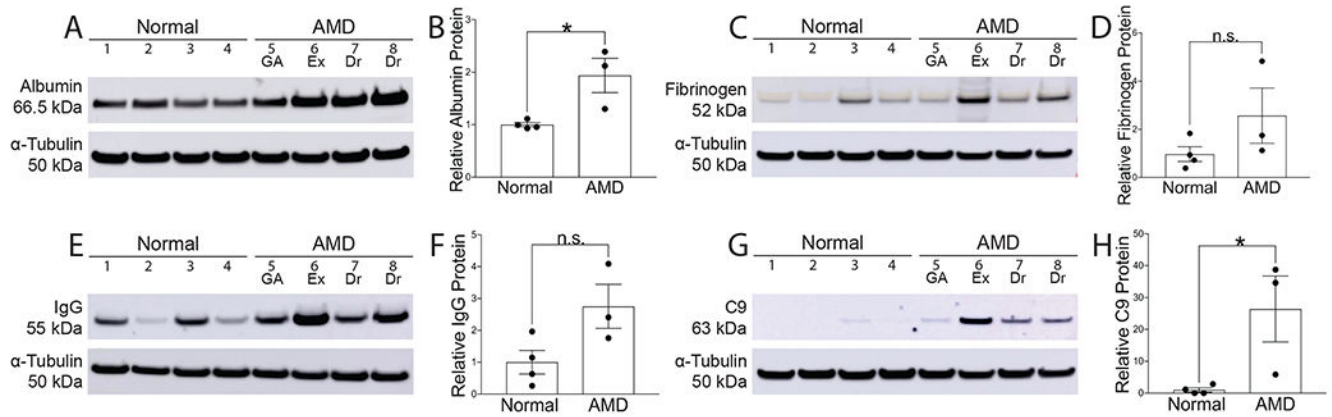 A
Normal
AMD
1 2 3 4 5 6 7 8
GA Ex Dr Dr
Albumin
66.5 kDa
α-Tubulin
50 kDa
B
Relative Albumin Protein
3
2
1
0
*
Normal
AMD
C
Normal
AMD
1 2 3 4 5 6 7 8
GA Ex Dr Dr
Fibrinogen
52 kDa
α-Tubulin
50 kDa
D
Relative Fibrinogen Protein
6
4
2
0
n.s.
Normal
AMD
E
Normal
AMD
1 2 3 4 5 6 7 8
GA Ex Dr Dr
IgG
55 kDa
α-Tubulin
50 kDa
F
Relative IgG Protein
5
4
3
2
1
0
n.s.
Normal
AMD
G
Normal
AMD
1 2 3 4 5 6 7 8
GA Ex Dr Dr
C9
63 kDa
α-Tubulin
50 kDa
H
Relative C9 Protein
50
40
30
20
10
0
*
Normal
AMD